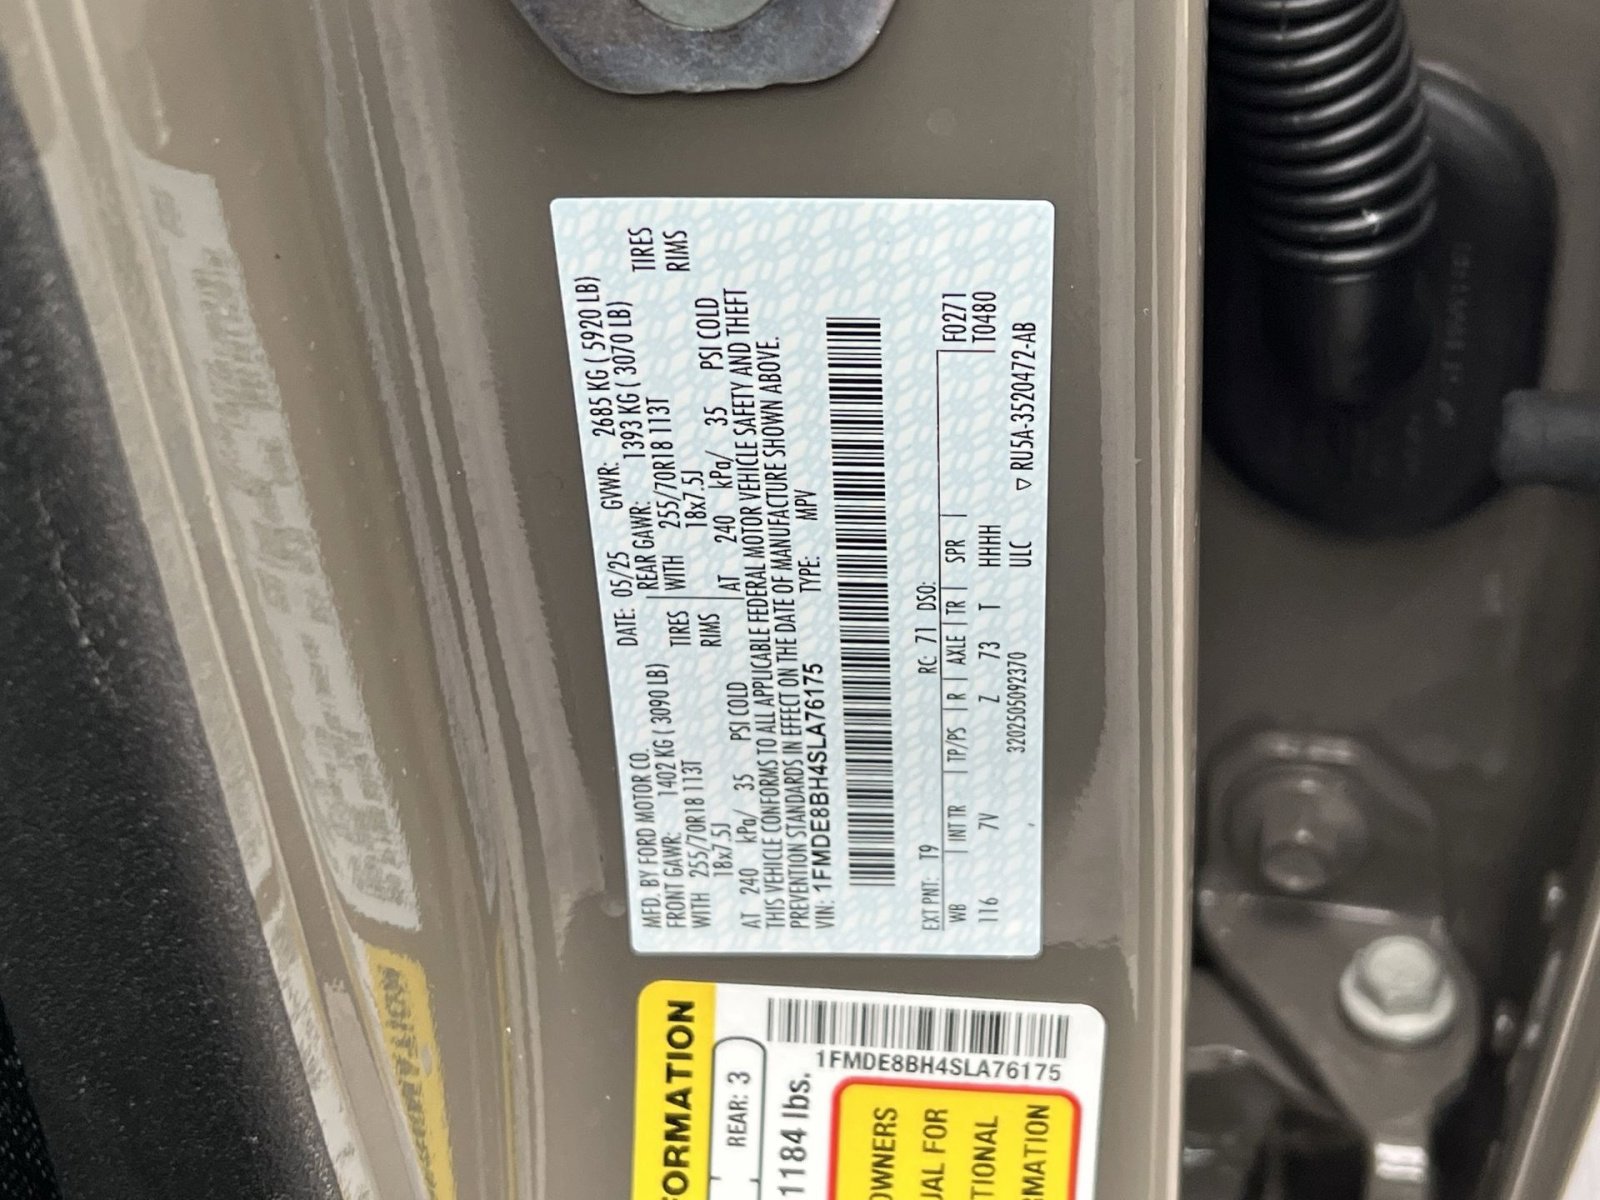 MFD. BY FORD MOTOR CO.
DATE: 05/25 GVWR: 2685 KG ( 5920 LB)
FRONT GAWR: 1402 KG ( 3090 LB)
REAR GAWR: 1393 KG ( 3070 LB)
WITH 255/70R18 113T TIRES
WITH 255/70R18 113T TIRES
18x7.5J RIMS
18x7.5J RIMS
AT 240 kPa/ 35 PSI COLD
AT 240 kPa/ 35 PSI COLD
THIS VEHICLE CONFORMS TO ALL APPLICABLE FEDERAL MOTOR VEHICLE SAFETY AND THEFT
PREVENTION STANDARDS IN EFFECT ON THE DATE OF MANUFACTURE SHOWN ABOVE.
VIN: 1FMDE8BH4SLA76175 TYPE: MPV
EXT PNT: T9 RC: 71 DSO: F0271
WB INT TR TP/PS R AXLE TR SPR T0480
116 7V Z 73 T HHHH
320250509​2370 ULC ▽ RU5A-3520472-AB
ORMATION
REAR: 3
1184 lbs.
1FMDE8BH4SLA76175
OWNERS
UAL FOR
TIONAL
RMATION